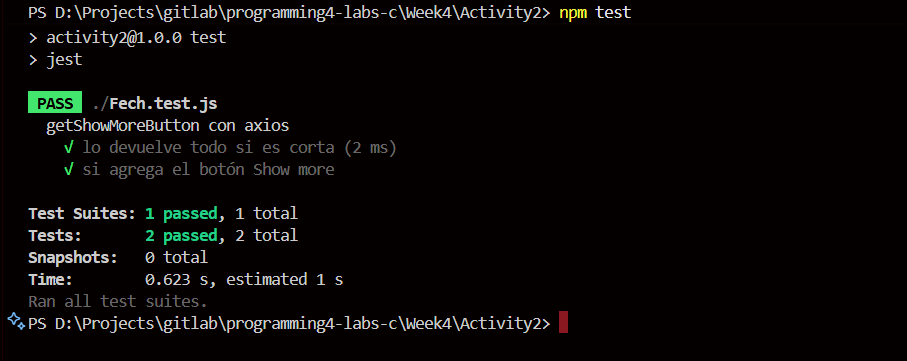 PS D:\Projects\gitlab\programming4-labs-c\Week4\Activity2> npm test
> activity2@1.0.0 test
> jest
PASS ./Fech.test.js
getShowMoreButton con axios
√ lo devuelve todo si es corta (2 ms)
√ si agrega el botón Show more
Test Suites: 1 passed, 1 total
Tests: 2 passed, 2 total
Snapshots: 0 total
Time: 0.623 s, estimated 1 s
Ran all test suites.
PS D:\Projects\gitlab\programming4-labs-c\Week4\Activity2>